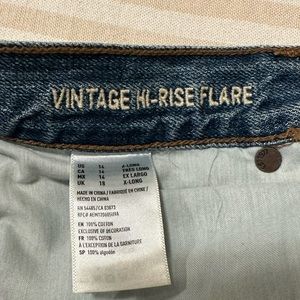 VINTAGE HI-RISE FLARE
US 14 X-LONG
CA 14 TRES LONG
MX 14 EX LARGO
UK 18 X-LONG
MADE IN CHINA / FABRIQUÉ EN CHINE /
HECHO EN CHINA
EN 100% COTTON
EXCLUSIVE OF DECORATION
FR 100% COTON
À L'EXCEPTION DE LA GARNITURE
SP 100% algodón